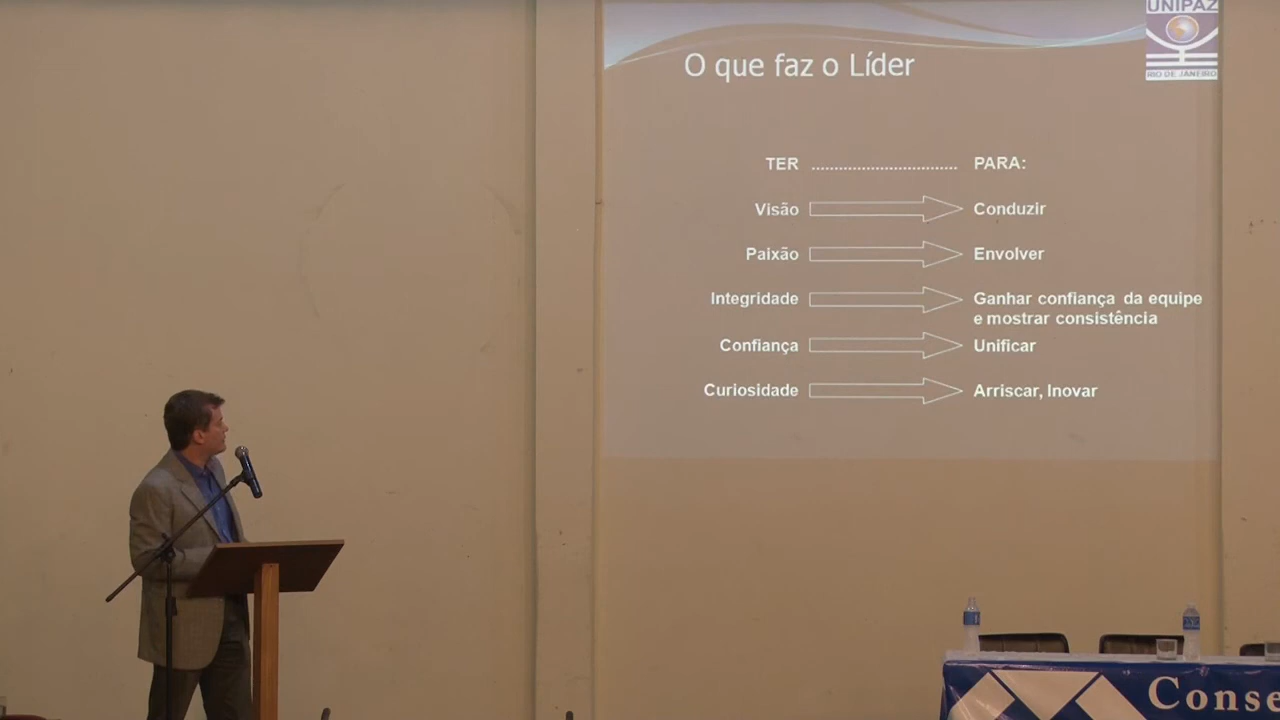 UNIPAZ
RIO DE JANEIRO
O que faz o Líder
TER ................................ PARA:
Visão Conduzir
Paixão Envolver
Integridade Ganhar confiança da equipe
e mostrar consistência
Confiança Unificar
Curiosidade Arriscar, Inovar
Conse